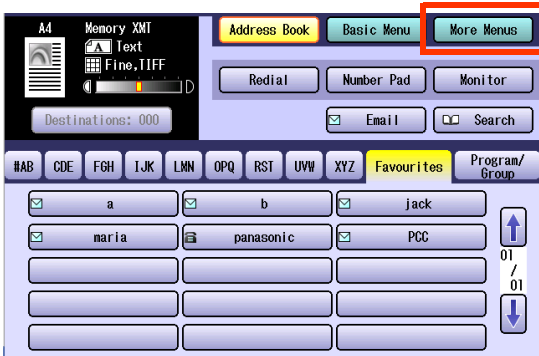 A4 Memory XMT
Text
Fine,TIFF
D
Destinations: 000
Address Book Basic Menu More Menus
Redial Number Pad Monitor
Email Search
#AB CDE FGH IJK LMN OPQ RST UVW XYZ Favourites Program/
Group
a b jack
maria panasonic PCC
01
/
01